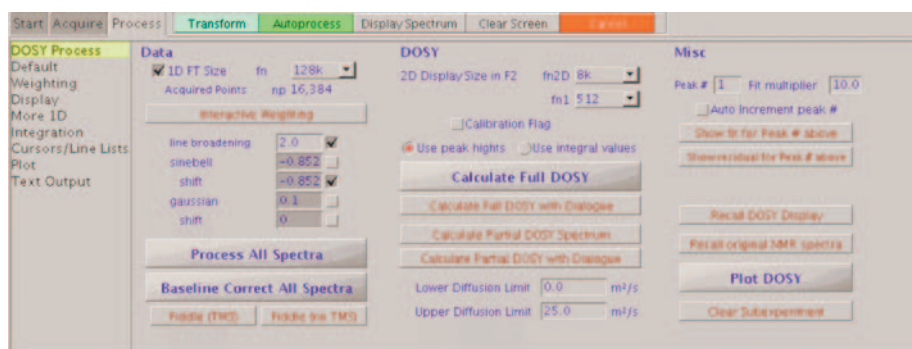 Start Acquire Process Transform Autoprocess Display Spectrum Clear Screen Cancel
DOSY Process
Default
Weighting
Display
More 1D
Integration
Cursors/Line Lists
Plot
Text Output
Data
1D FT Size fn 128k
Acquired Points np 16,384
Interactive Weighting
line broadening 2.0
sinebell -0.852
shift -0.852
gaussian 0.1
shift 0
Process All Spectra
Baseline Correct All Spectra
Fiddle (TMS) Fiddle (no TMS)
DOSY
2D Display Size in F2 fn2D 8k
fn1 512
Calibration Flag
Use peak hights Use integral values
Calculate Full DOSY
Calculate Full DOSY with Dialogue
Calculate Partial DOSY Spectrum
Calculate Partial DOSY with Dialogue
Lower Diffusion Limit 0.0 m²/s
Upper Diffusion Limit 25.0 m²/s
Misc
Peak # 1 Fit multiplier 10.0
Auto Increment peak #
Show fit for Peak # above
Show residual for Peak # above
Recall DOSY Display
Recall original NMR spectra
Plot DOSY
Clear Subexperiment